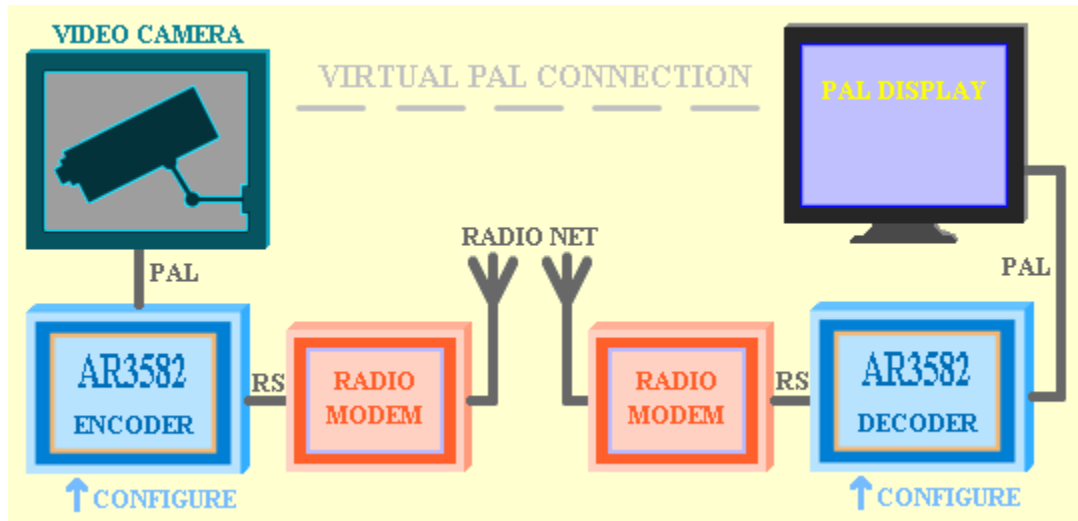 VIDEO CAMERA
VIRTUAL PAL CONNECTION
PAL DISPLAY
RADIO NET
PAL
PAL
AR3582
ENCODER
RS
RADIO
MODEM
RADIO
MODEM
RS
AR3582
DECODER
CONFIGURE
CONFIGURE